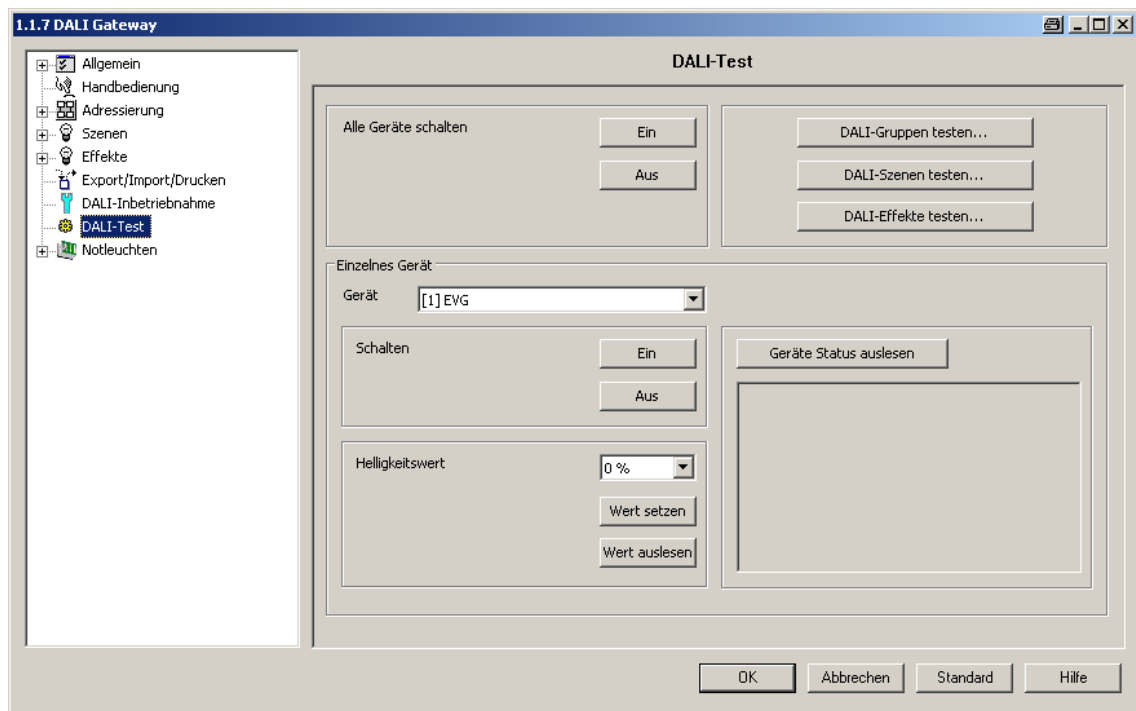 1.1.7 DALI Gateway
Allgemein
Handbedienung
Adressierung
Szenen
Effekte
Export/Import/Drucken
DALI-Inbetriebnahme
DALI-Test
Notleuchten
DALI-Test
Alle Geräte schalten
Ein
Aus
DALI-Gruppen testen...
DALI-Szenen testen...
DALI-Effekte testen...
Einzelnes Gerät
Gerät
[1] EVG
Schalten
Ein
Aus
Geräte Status auslesen
Helligkeitswert
0 %
Wert setzen
Wert auslesen
OK
Abbrechen
Standard
Hilfe